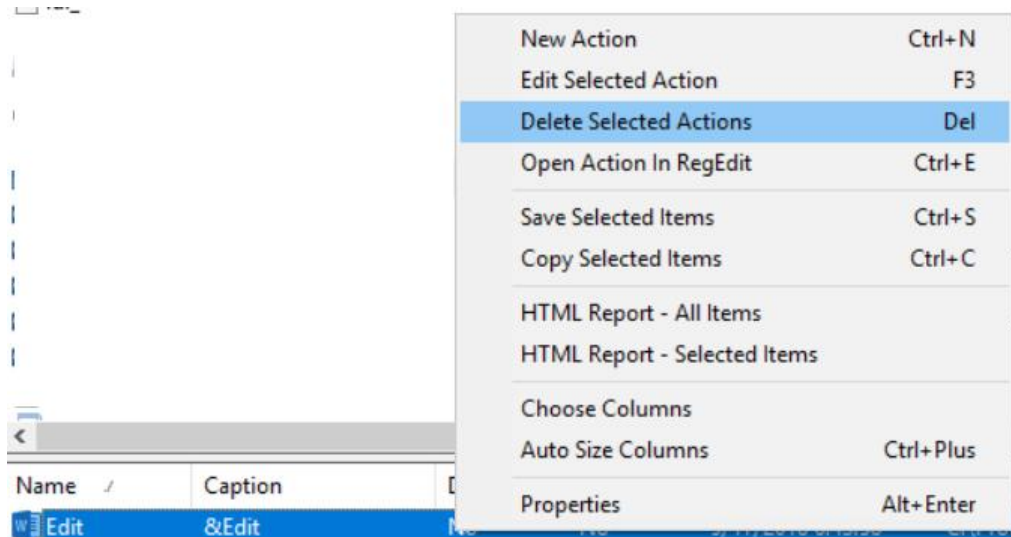 New Action Ctrl+N
Edit Selected Action F3
Delete Selected Actions Del
Open Action In RegEdit Ctrl+E
Save Selected Items Ctrl+S
Copy Selected Items Ctrl+C
HTML Report - All Items
HTML Report - Selected Items
Choose Columns
Auto Size Columns Ctrl+Plus
Properties Alt+Enter
Name Caption
Edit &Edit No No